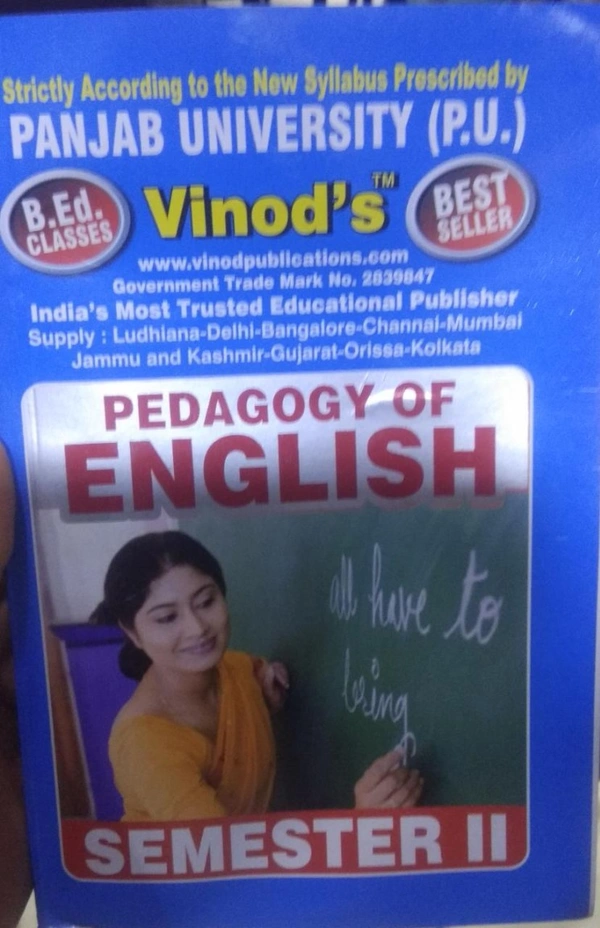 Strictly According to the New Syllabus Prescribed by
PANJAB UNIVERSITY (P.U.)
B.Ed.
CLASSES
Vinod's™
BEST
SELLER
www.vinodpublications.com
Government Trade Mark No. 2839847
India's Most Trusted Educational Publisher
Supply : Ludhiana-Delhi-Bangalore-Channai-Mumbai
Jammu and Kashmir-Gujarat-Orissa-Kolkata
PEDAGOGY OF
ENGLISH
all have to
bring
SEMESTER II